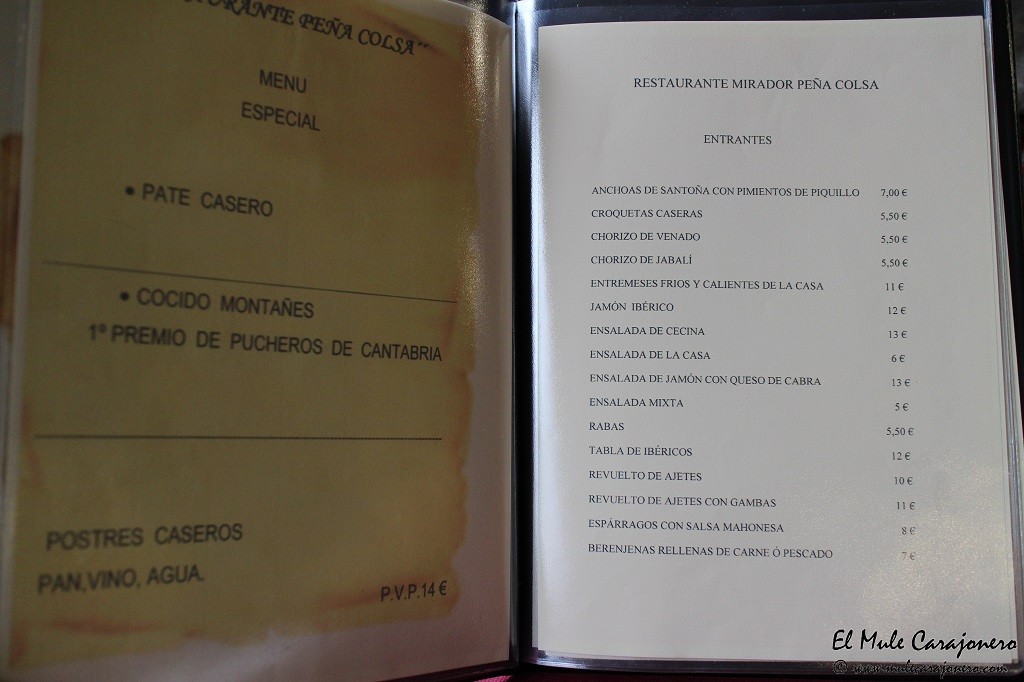 PEÑA COLSA"
MENU
ESPECIAL
• PATE CASERO
• COCIDO MONTAÑES
1º PREMIO DE PUCHEROS DE CANTABRIA
POSTRES CASEROS
PAN,VINO, AGUA.
P.V.P.14 €
RESTAURANTE MIRADOR PEÑA COLSA
ENTRANTES
ANCHOAS DE SANTOÑA CON PIMIENTOS DE PIQUILLO 7,00 €
CROQUETAS CASERAS 5,50 €
CHORIZO DE VENADO 5,50 €
CHORIZO DE JABALÍ 5,50 €
ENTREMESES FRIOS Y CALIENTES DE LA CASA 11 €
JAMÓN IBÉRICO 12 €
ENSALADA DE CECINA 13 €
ENSALADA DE LA CASA 6 €
ENSALADA DE JAMÓN CON QUESO DE CABRA 13 €
ENSALADA MIXTA 5 €
RABAS 5,50 €
TABLA DE IBÉRICOS 12 €
REVUELTO DE AJETES 10 €
REVUELTO DE AJETES CON GAMBAS 11 €
ESPÁRRAGOS CON SALSA MAHONESA 8 €
BERENJENAS RELLENAS DE CARNE Ó PESCADO 7 €
El Mule Carajonero
© www.mulecarajonero.com